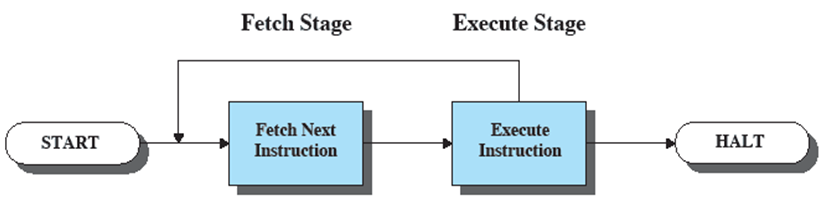 Fetch Stage
Execute Stage
START
Fetch Next
Instruction
Execute
Instruction
HALT